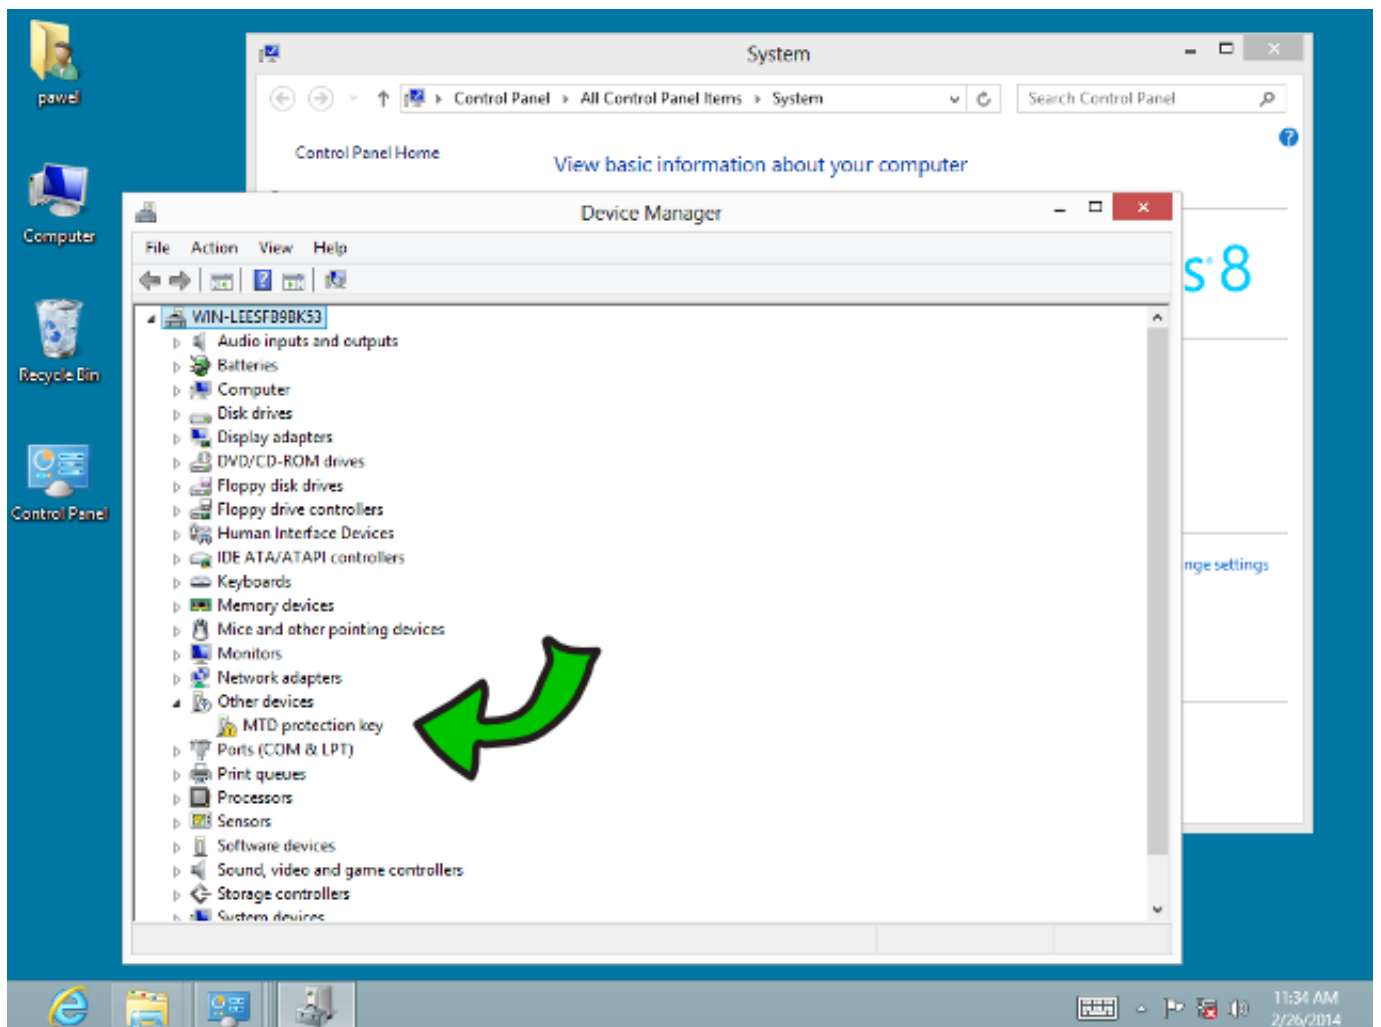 pawel
Computer
Recycle Bin
Control Panel
System
Control Panel All Control Panel Items System
Search Control Panel
Control Panel Home
View basic information about your computer
s 8
nge settings
Device Manager
File Action View Help
WIN-LEESFB9BK53
Audio inputs and outputs
Batteries
Computer
Disk drives
Display adapters
DVD/CD-ROM drives
Floppy disk drives
Floppy drive controllers
Human Interface Devices
IDE ATA/ATAPI controllers
Keyboards
Memory devices
Mice and other pointing devices
Monitors
Network adapters
Other devices
MTD protection key
Ports (COM & LPT)
Print queues
Processors
Sensors
Software devices
Sound, video and game controllers
Storage controllers
System devices
11:34 AM
2/26/2014